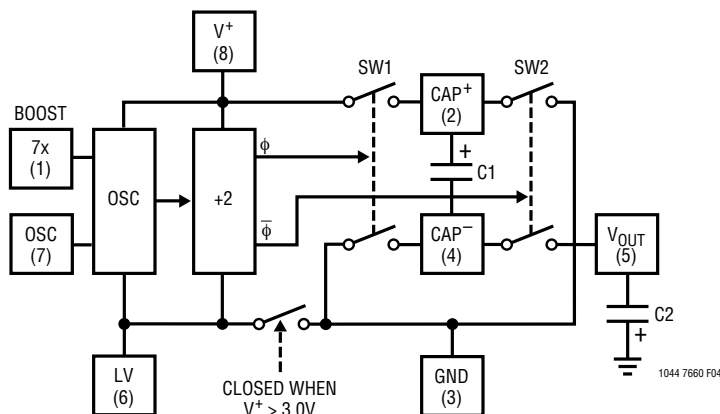 V+
(8)
SW1
SW2
BOOST
7x
(1)
OSC
+2
ϕ
CAP+
(2)
+
C1
OSC
(7)
ϕ̅
CAP−
(4)
VOUT
(5)
C2
+
LV
(6)
CLOSED WHEN
V+ > 3.0V
GND
(3)
1044 7660 F04